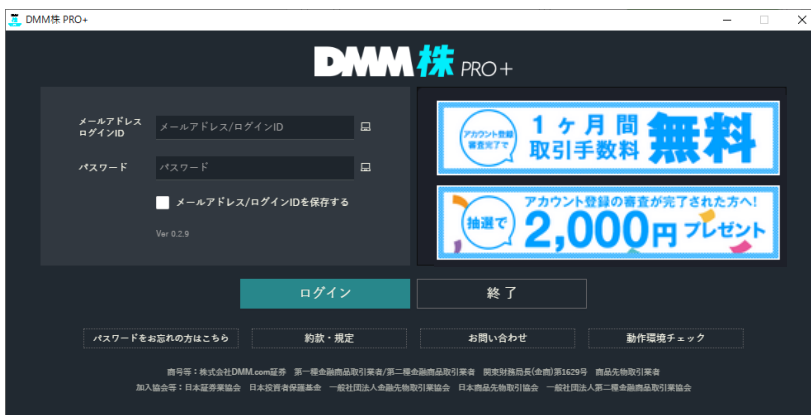 DMM株 PRO+
DMM株 PRO+
メールアドレス
ログインID
メールアドレス/ログインID
パスワード
パスワード
メールアドレス/ログインIDを保存する
Ver 0.2.9
アカウント登録
審査完了で
1ヶ月間
取引手数料
無料
アカウント登録の審査が完了された方へ!
抽選で
2,000円 プレゼント
ログイン
終了
パスワードをお忘れの方はこちら
約款・規定
お問い合わせ
動作環境チェック
商号等:株式会社DMM.com証券 第一種金融商品取引業者/第二種金融商品取引業者 関東財務局長(金商)第1629号 商品先物取引業者
加入協会等:日本証券業協会 日本投資者保護基金 一般社団法人金融先物取引業協会 日本商品先物取引協会 一般社団法人第二種金融商品取引業協会